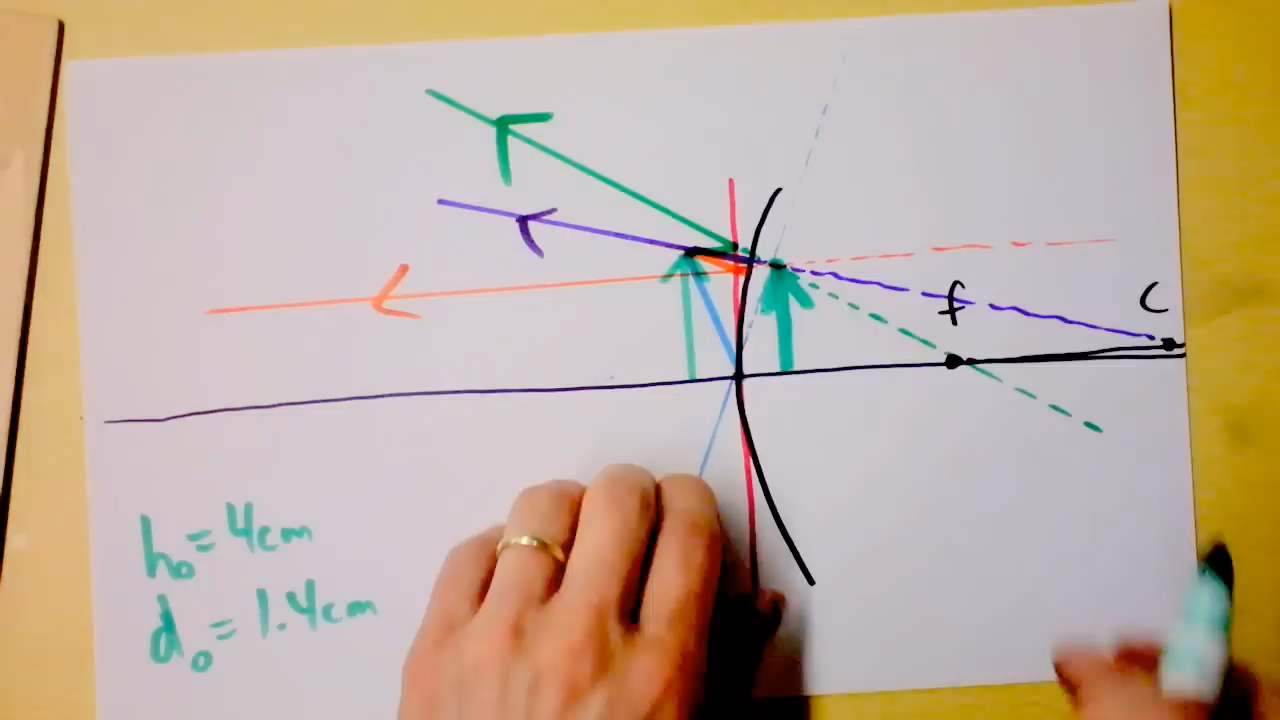 f
C
h₀ = 4cm
d₀ = 1.4cm